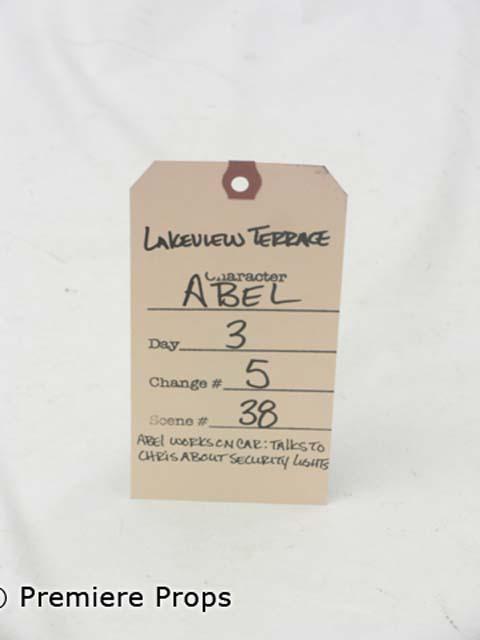 LAKEVIEW TERRACE
Character
ABEL
Day 3
Change # 5
Scene # 38
ABEL WORKS ON CAR: TALKS TO
CHRIS ABOUT SECURITY LIGHTS
© Premiere Props